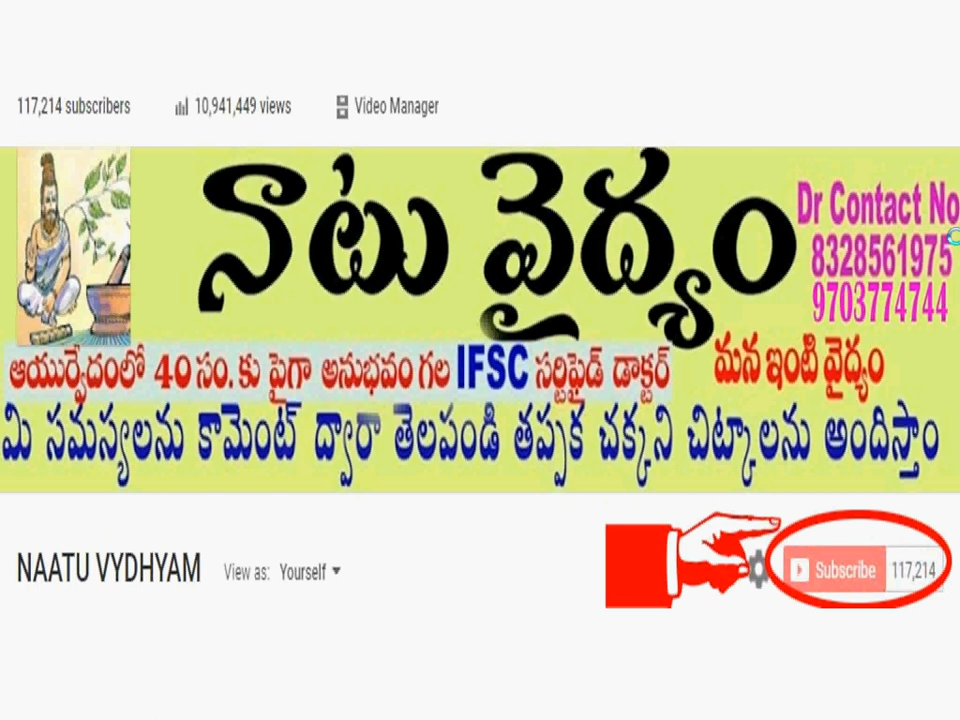 117,214 subscribers 10,941,449 views Video Manager
నాటు వైద్యం
Dr Contact No
8328561975
9703774744
ఆయుర్వేదంలో 40 సం. కు పైగా అనుభవం గల IFSC సర్టిఫైడ్ డాక్టర్ మన ఇంటి వైద్యం
మి సమస్యలను కామెంట్ ద్వారా తెలపండి తప్పక చక్కని చిట్కాలను అందిస్తాం
NAATU VYDHYAM View as: Yourself Subscribe 117,214